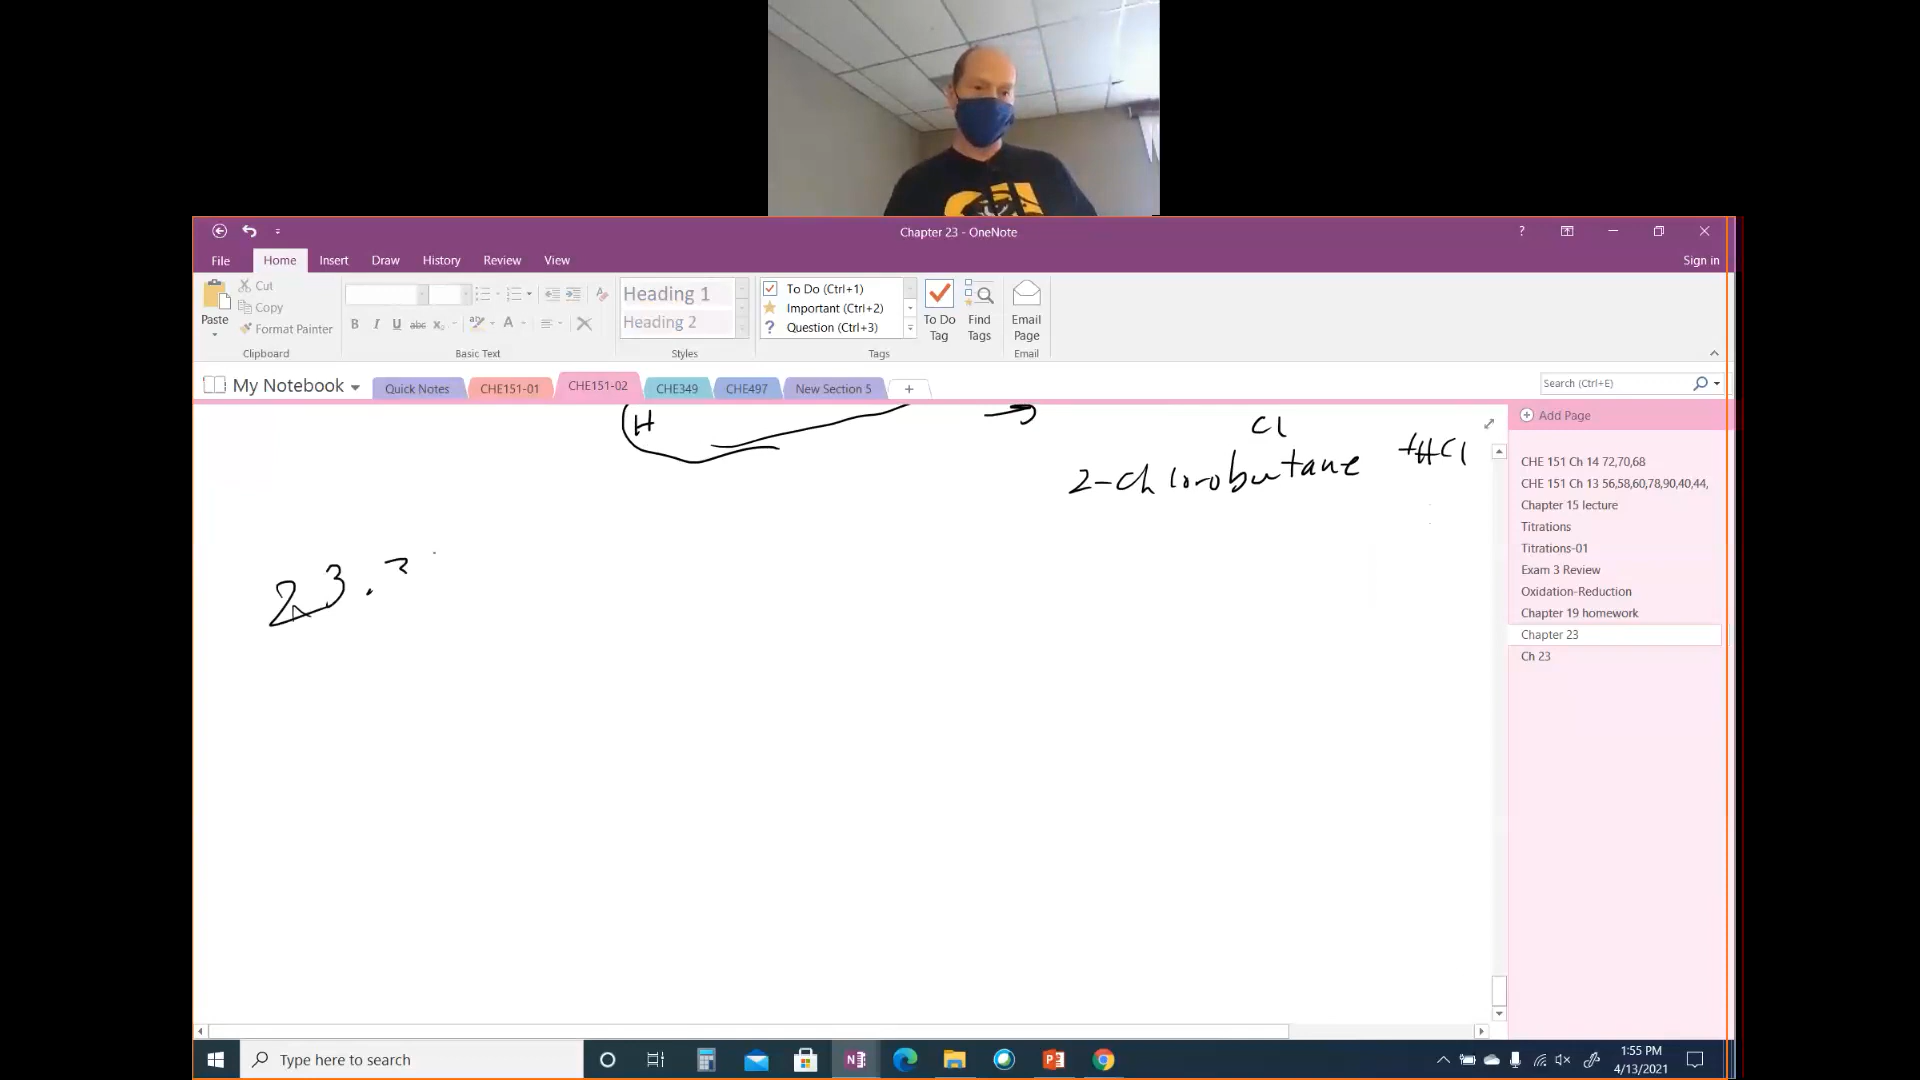 Chapter 23 - OneNote
?
File Home Insert Draw History Review View Sign in
Paste
Cut
Copy
Format Painter
B I U abc x₂ A
Heading 1
Heading 2
To Do (Ctrl+1)
Important (Ctrl+2)
Question (Ctrl+3)
To Do Tag
Find Tags
Email Page
Clipboard Basic Text Styles Tags Email
My Notebook Quick Notes CHE151-01 CHE151-02 CHE349 CHE497 New Section 5 +
Search (Ctrl+E)
Add Page
CHE 151 Ch 14 72,70,68
CHE 151 Ch 13 56,58,60,78,90,40,44,
Chapter 15 lecture
Titrations
Titrations-01
Exam 3 Review
Oxidation-Reduction
Chapter 19 homework
Chapter 23
Ch 23
H
Cl
+HCl
2-chlorobutane
23.
Type here to search
1:55 PM
4/13/2021